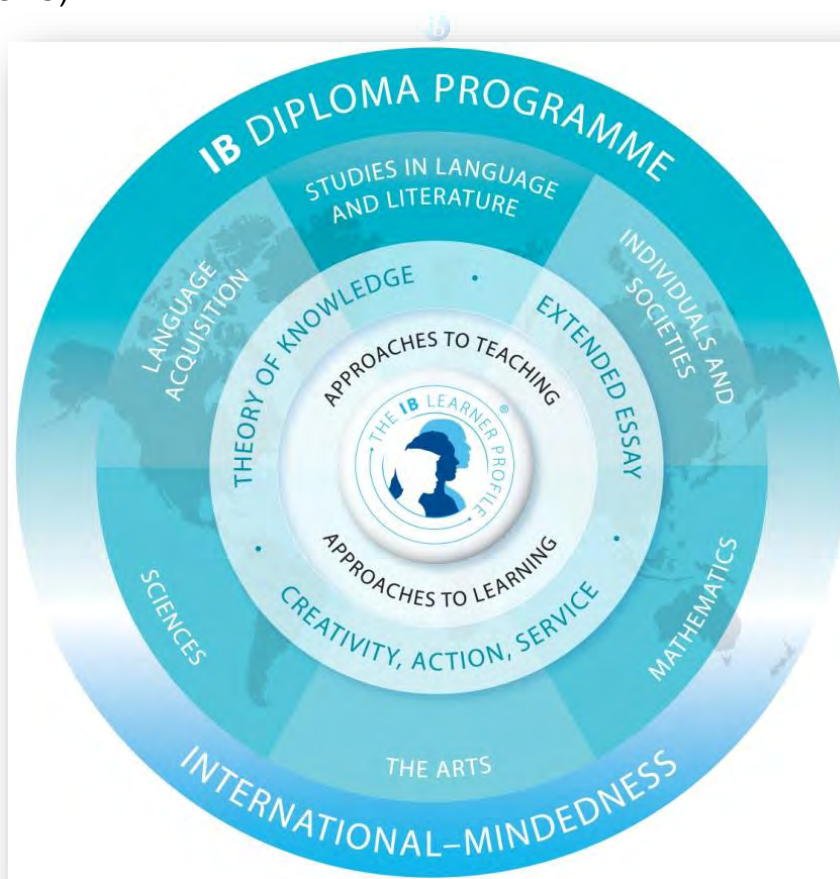 IB DIPLOMA PROGRAMME
STUDIES IN LANGUAGE
AND LITERATURE
LANGUAGE
ACQUISITION
INDIVIDUALS AND
SOCIETIES
THEORY OF KNOWLEDGE
·
EXTENDED ESSAY
APPROACHES TO TEACHING
THE IB LEARNER PROFILE
®
APPROACHES TO LEARNING
· CREATIVITY, ACTION, SERVICE ·
SCIENCES
MATHEMATICS
THE ARTS
INTERNATIONAL–MINDEDNESS